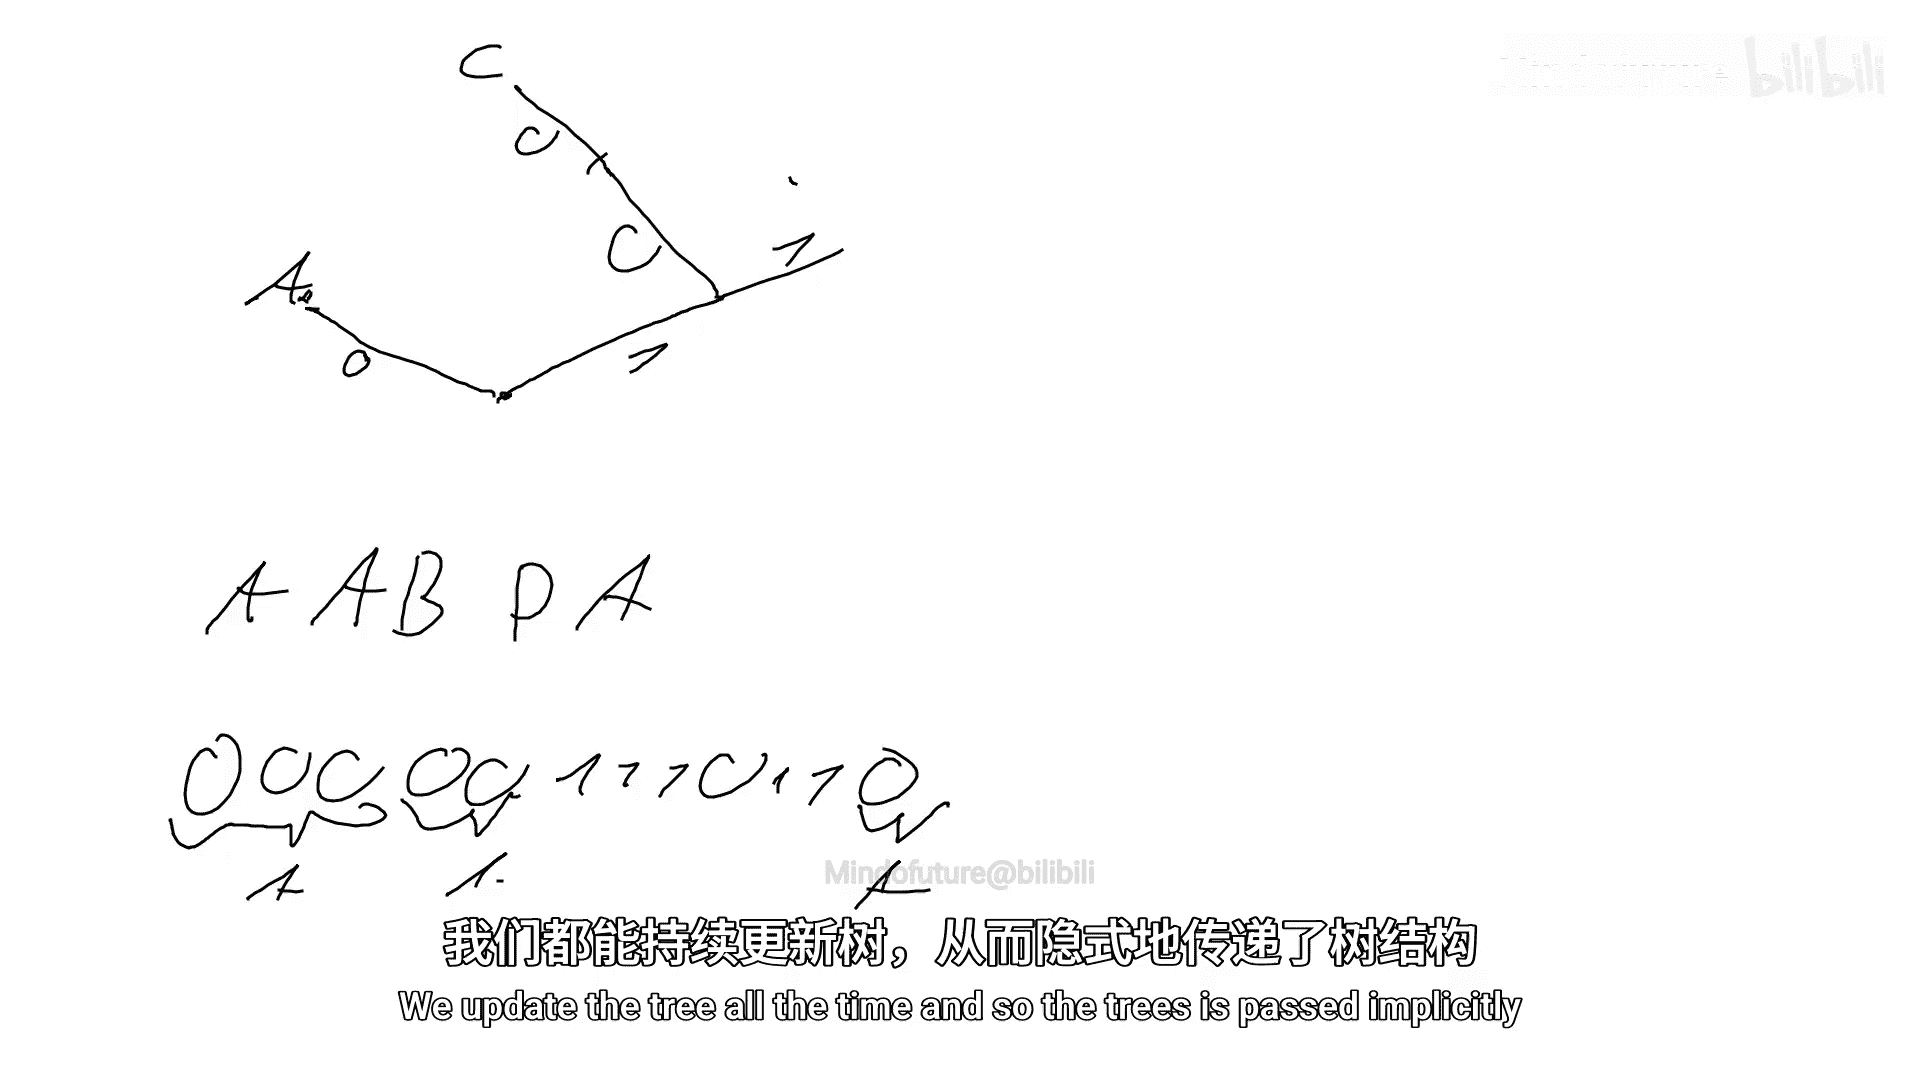 bilibili
C
0
0
1
A
0
1
A A B D A
0 0 0 0 0 1 1 1 0 1 1 0
A A A
Mindofuture@bilibili
我们都能持续更新树，从而隐式地传递了树结构
We update the tree all the time and so the trees is passed implicitly